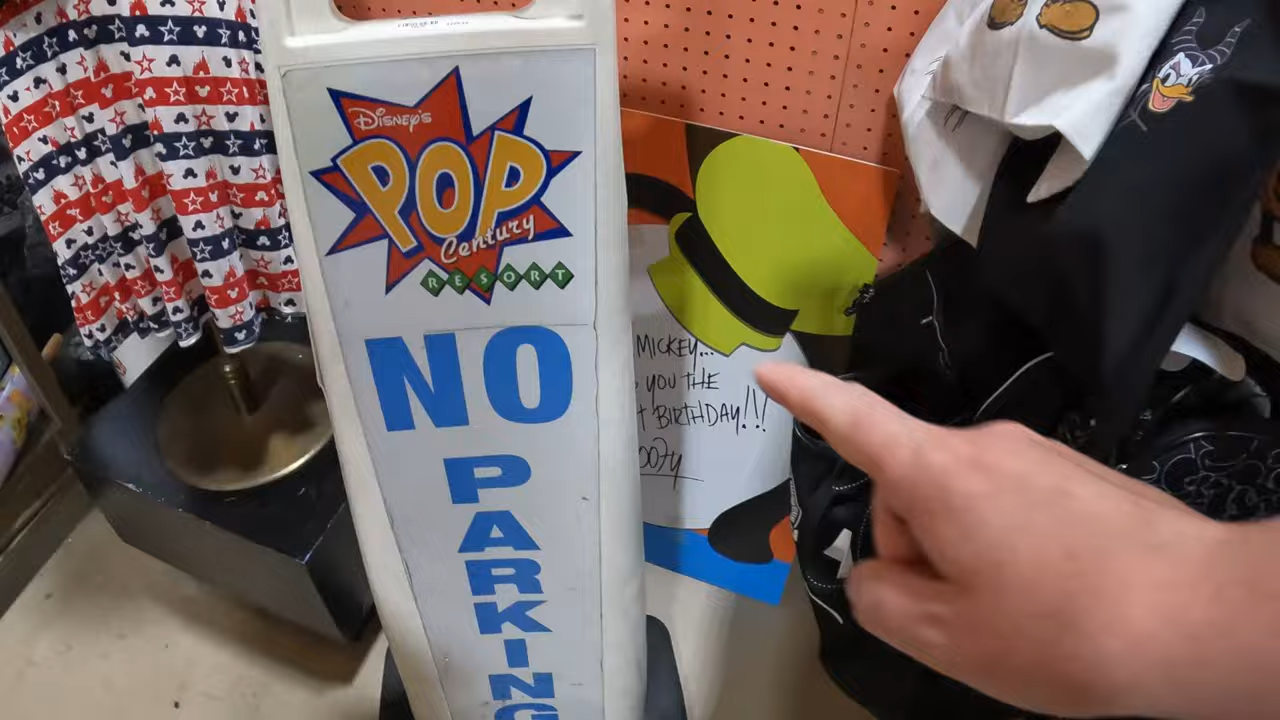 Disney's
POP
Century
RESORT
NO
PARKING
MICKEY...
YOU THE
BIRTHDAY!!!